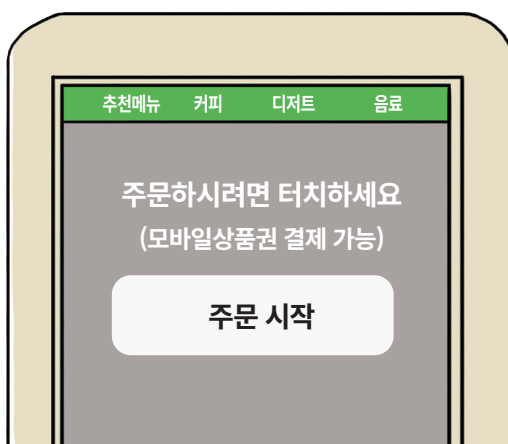 추천메뉴 커피 디저트 음료
주문하시려면 터치하세요
(모바일상품권 결제 가능)
주문 시작